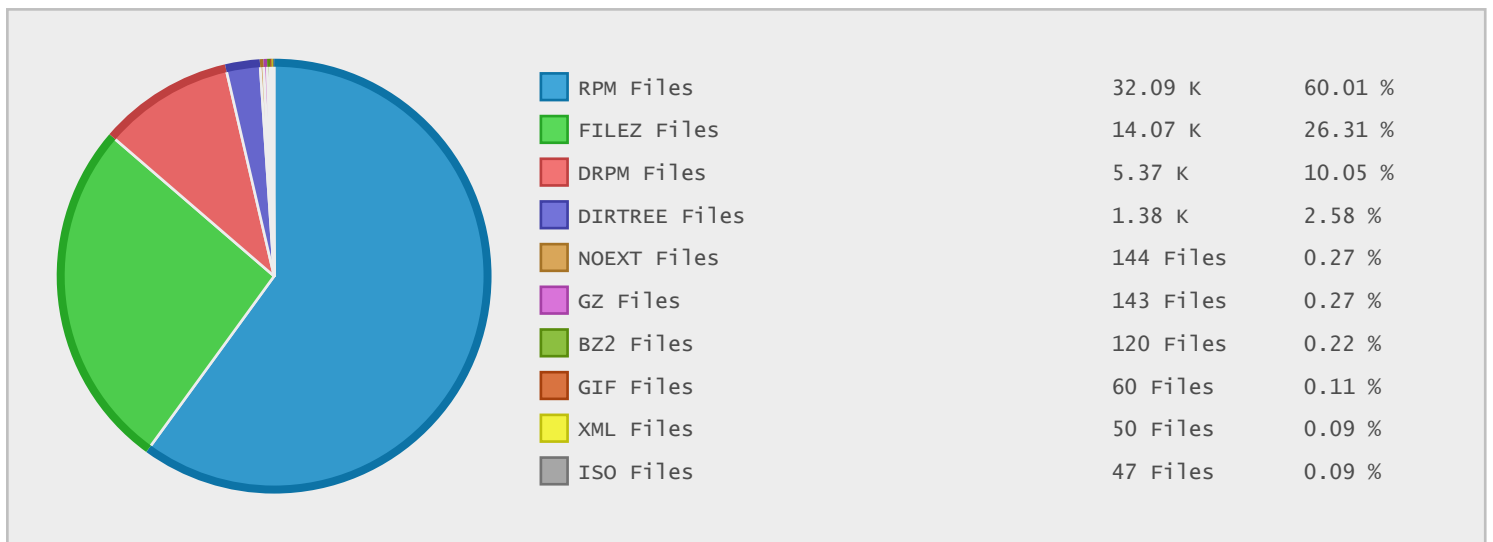 RPM Files 32.09 K 60.01 %
FILEZ Files 14.07 K 26.31 %
DRPM Files 5.37 K 10.05 %
DIRTREE Files 1.38 K 2.58 %
NOEXT Files 144 Files 0.27 %
GZ Files 143 Files 0.27 %
BZ2 Files 120 Files 0.22 %
GIF Files 60 Files 0.11 %
XML Files 50 Files 0.09 %
ISO Files 47 Files 0.09 %